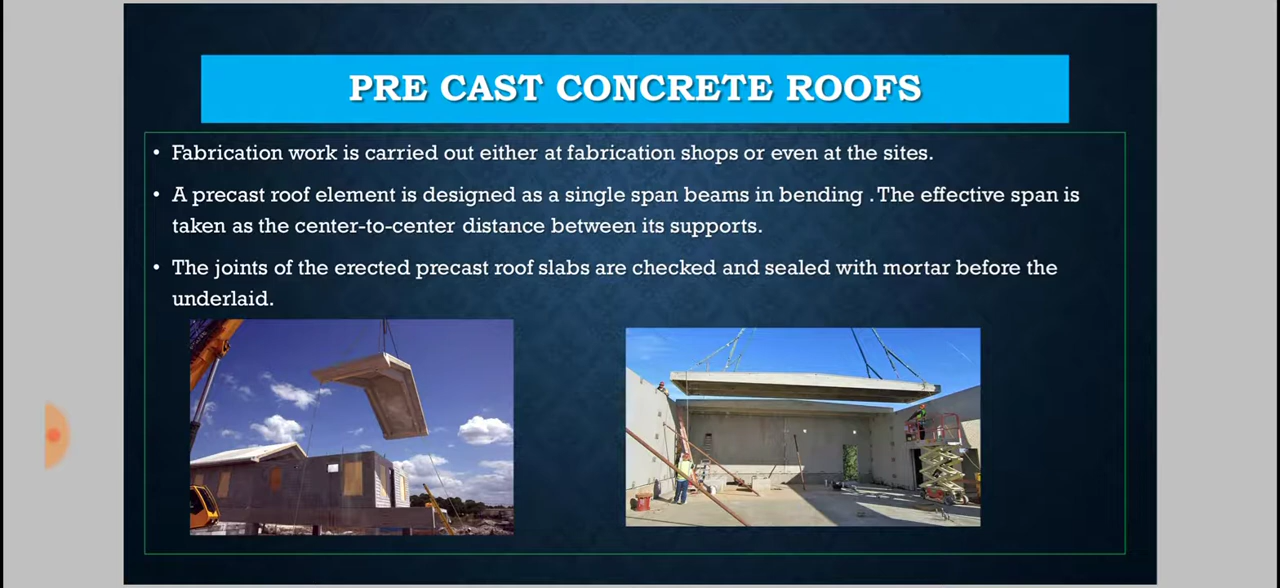 PRE CAST CONCRETE ROOFS
• Fabrication work is carried out either at fabrication shops or even at the sites.
• A precast roof element is designed as a single span beams in bending . The effective span is
taken as the center-to-center distance between its supports.
• The joints of the erected precast roof slabs are checked and sealed with mortar before the
underlaid.